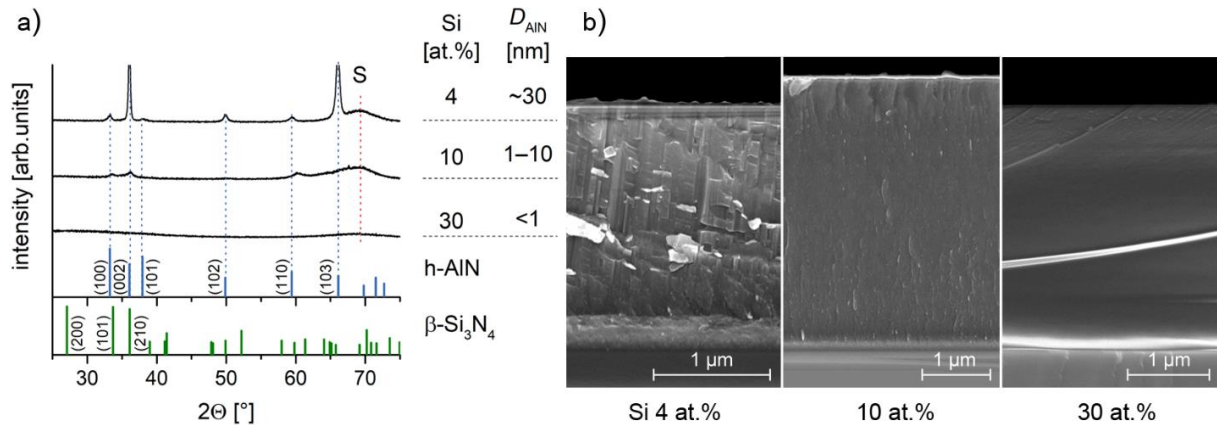 a)
Si
[at.%]
D_AlN
[nm]
S
4
~30
10
1–10
30
<1
intensity [arb.units]
(100)
(002)
(101)
(102)
(110)
(103)
h-AlN
(200)
(101)
(210)
β-Si₃N₄
30 40 50 60 70
2Θ [°]
b)
1 µm
1 µm
1 µm
Si 4 at.%
10 at.%
30 at.%